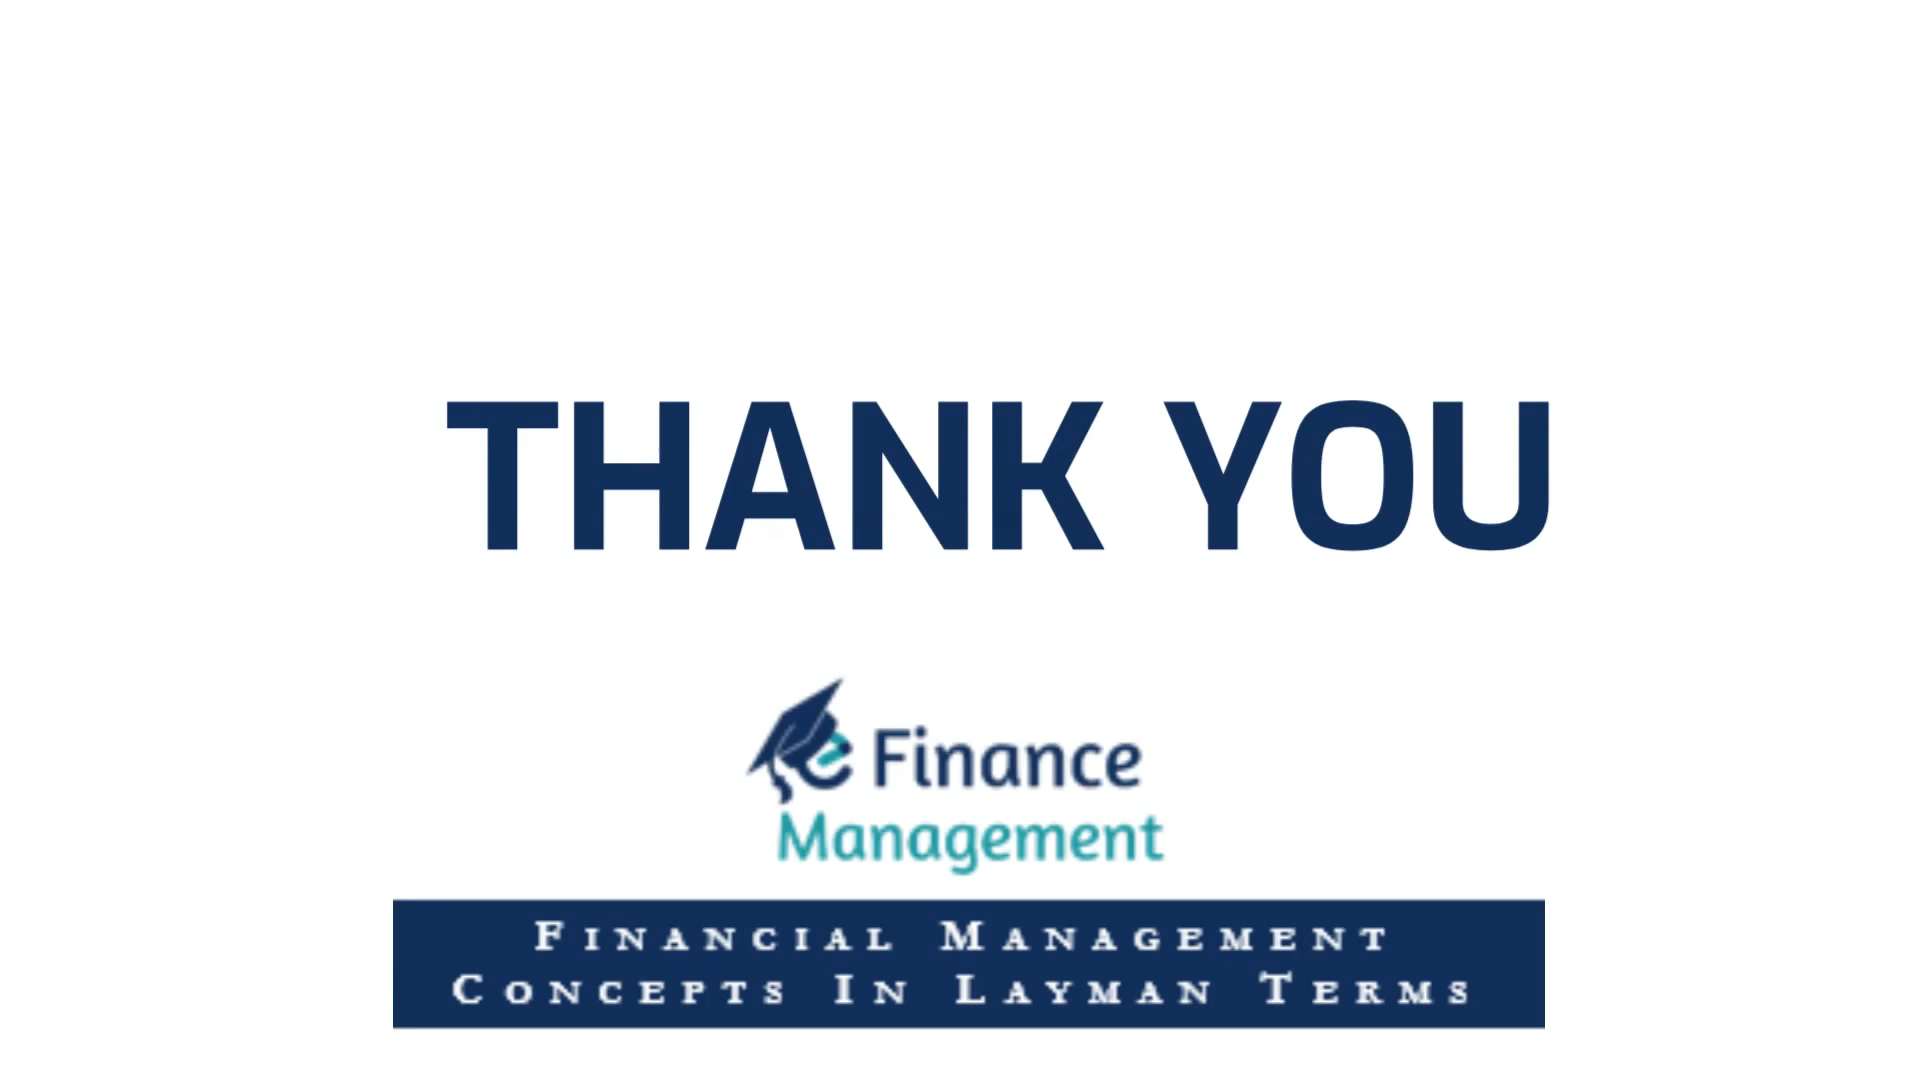 THANK YOU
e Finance
Management
FINANCIAL MANAGEMENT
CONCEPTS IN LAYMAN TERMS